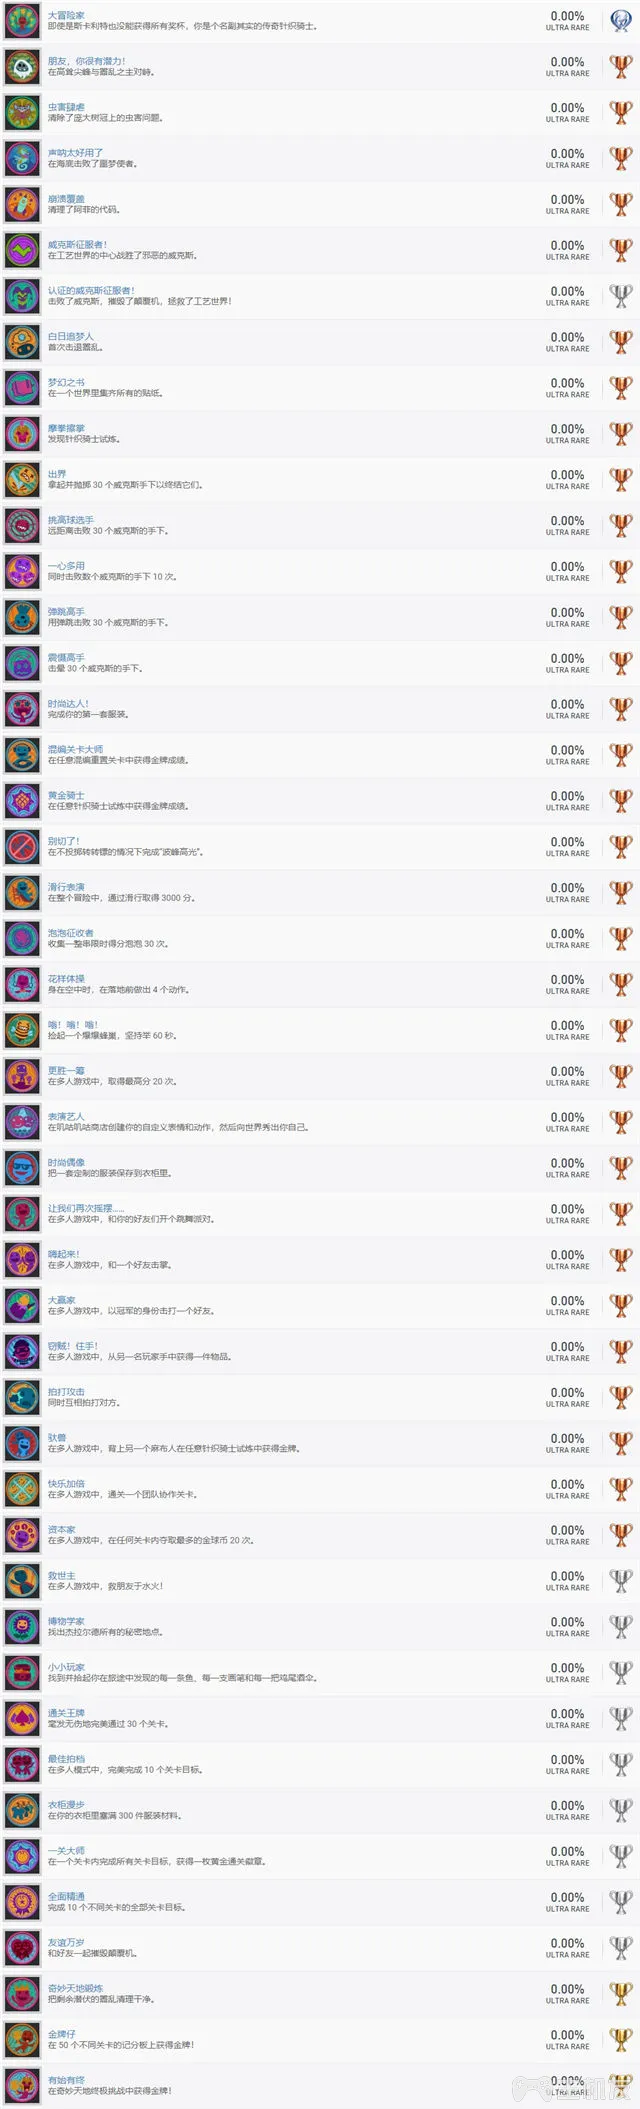 大冒险家
0.00%
即使是斯卡利特也没能获得所有奖杯，你是个名副其实的传奇针织骑士。
ULTRA RARE
朋友，你很有潜力！
0.00%
在高耸尖峰与嚣乱之主对峙。
ULTRA RARE
虫害肆虐
0.00%
清除了庞大树冠上的虫害问题。
ULTRA RARE
声呐太好用了
0.00%
在海底击败了噩梦使者。
ULTRA RARE
崩溃覆盖
0.00%
清理了阿菲的代码。
ULTRA RARE
威克斯征服者！
0.00%
在工艺世界的中心战胜了邪恶的威克斯。
ULTRA RARE
认证的威克斯征服者！
0.00%
击败了威克斯，摧毁了颠覆机，拯救了工艺世界！
ULTRA RARE
白日追梦人
0.00%
首次击退嚣乱。
ULTRA RARE
梦幻之书
0.00%
在一个世界里集齐所有的贴纸。
ULTRA RARE
摩拳擦掌
0.00%
发现针织骑士试炼。
ULTRA RARE
出界
0.00%
拿起并抛掷 30 个威克斯手下以终结它们。
ULTRA RARE
挑高球选手
0.00%
远距离击败 30 个威克斯的手下。
ULTRA RARE
一心多用
0.00%
同时击败数个威克斯的手下 10 次。
ULTRA RARE
弹跳高手
0.00%
用弹跳击败 30 个威克斯的手下。
ULTRA RARE
震慑高手
0.00%
击晕 30 个威克斯的手下。
ULTRA RARE
时尚达人！
0.00%
完成你的第一套服装。
ULTRA RARE
混编关卡大师
0.00%
在任意混编重置关卡中获得金牌成绩。
ULTRA RARE
黄金骑士
0.00%
在任意针织骑士试炼中获得金牌成绩。
ULTRA RARE
别切了！
0.00%
在不投掷转转镖的情况下完成“波峰高光”。
ULTRA RARE
滑行表演
0.00%
在整个冒险中，通过滑行取得 3000 分。
ULTRA RARE
泡泡征收者
0.00%
收集一整串限时得分泡泡 30 次。
ULTRA RARE
花样体操
0.00%
身在空中时，在落地前做出 4 个动作。
ULTRA RARE
嗡！嗡！嗡！
0.00%
捡起一个爆爆蜂巢，坚持举 60 秒。
ULTRA RARE
更胜一筹
0.00%
在多人游戏中，取得最高分 20 次。
ULTRA RARE
表演艺人
0.00%
在叽咕叽咕商店创建你的自定义表情和动作，然后向世界秀出你自己。
ULTRA RARE
时尚偶像
0.00%
把一套定制的服装保存到衣柜里。
ULTRA RARE
让我们再次摇摆……
0.00%
在多人游戏中，和你的好友们开个跳舞派对。
ULTRA RARE
嗨起来！
0.00%
在多人游戏中，和一个好友击掌。
ULTRA RARE
大赢家
0.00%
在多人游戏中，以冠军的身份击打一个好友。
ULTRA RARE
窃贼！住手！
0.00%
在多人游戏中，从另一名玩家手中获得一件物品。
ULTRA RARE
拍打攻击
0.00%
同时互相拍打对方。
ULTRA RARE
驮兽
0.00%
在多人游戏中，背上另一个麻布人在任意针织骑士试炼中获得金牌。
ULTRA RARE
快乐加倍
0.00%
在多人游戏中，通关一个团队协作关卡。
ULTRA RARE
资本家
0.00%
在多人游戏中，在任何关卡内夺取最多的金球币 20 次。
ULTRA RARE
救世主
0.00%
在多人游戏中，救朋友于水火！
ULTRA RARE
博物学家
0.00%
找出杰拉尔德所有的秘密地点。
ULTRA RARE
小小玩家
0.00%
找到并拾起你在旅途中发现的每一条鱼、每一支画笔和每一把鸡尾酒伞。
ULTRA RARE
通关王牌
0.00%
毫发无伤地完美通过 30 个关卡。
ULTRA RARE
最佳拍档
0.00%
在多人模式中，完美完成 10 个关卡目标。
ULTRA RARE
衣柜漫步
0.00%
在你的衣柜里塞满 300 件服装材料。
ULTRA RARE
一关大师
0.00%
在一个关卡内完成所有关卡目标，获得一枚黄金通关徽章。
ULTRA RARE
全面精通
0.00%
完成 10 个不同关卡的全部关卡目标。
ULTRA RARE
友谊万岁
0.00%
和好友一起摧毁颠覆机。
ULTRA RARE
奇妙天地锻炼
0.00%
把剩余潜伏的嚣乱清理干净。
ULTRA RARE
金牌仔
0.00%
在 50 个不同关卡的记分板上获得金牌！
ULTRA RARE
有始有终
0.00%
在奇妙天地终极挑战中获得金牌！
ULTRA RARE